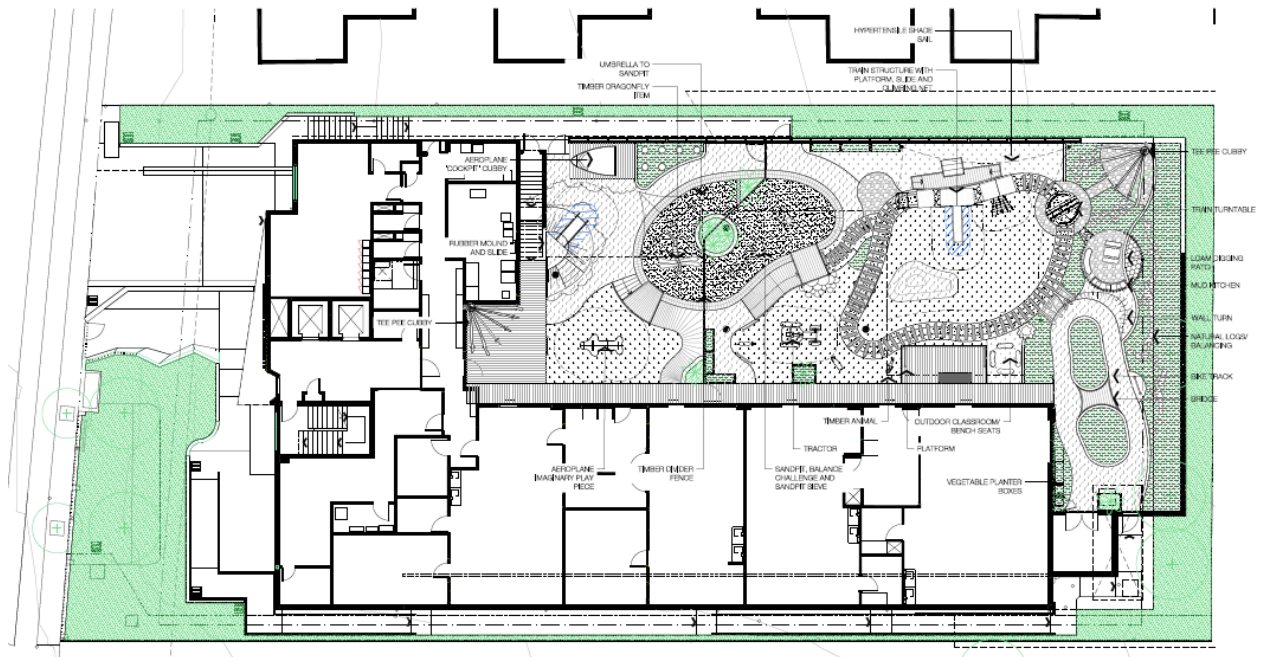 HYPERTENSILE SHADE
SAIL
UMBRELLA TO
SANDPIT
TIMBER DRAGONFLY
ITEM
TRAIN STRUCTURE WITH
PLATFORM, SLIDE AND
CLIMBING NET
AEROPLANE
"COCKPIT" CUBBY
RUBBER MOUND
AND SLIDE
TEE PEE CUBBY
TEE PEE CUBBY
TRAIN TURNTABLE
LOAM DIGGING
PATCH
MUD KITCHEN
WALL TURN
NATURAL LOGS/
BALANCING
BIKE TRACK
BRIDGE
TIMBER ANIMAL
OUTDOOR CLASSROOM/
BENCH SEATS
TRACTOR
PLATFORM
AEROPLANE
IMAGINARY PLAY
PIECE
TIMBER DIVIDER
FENCE
SANDPIT, BALANCE
CHALLENGE AND
SANDPIT SIEVE
VEGETABLE PLANTER
BOXES